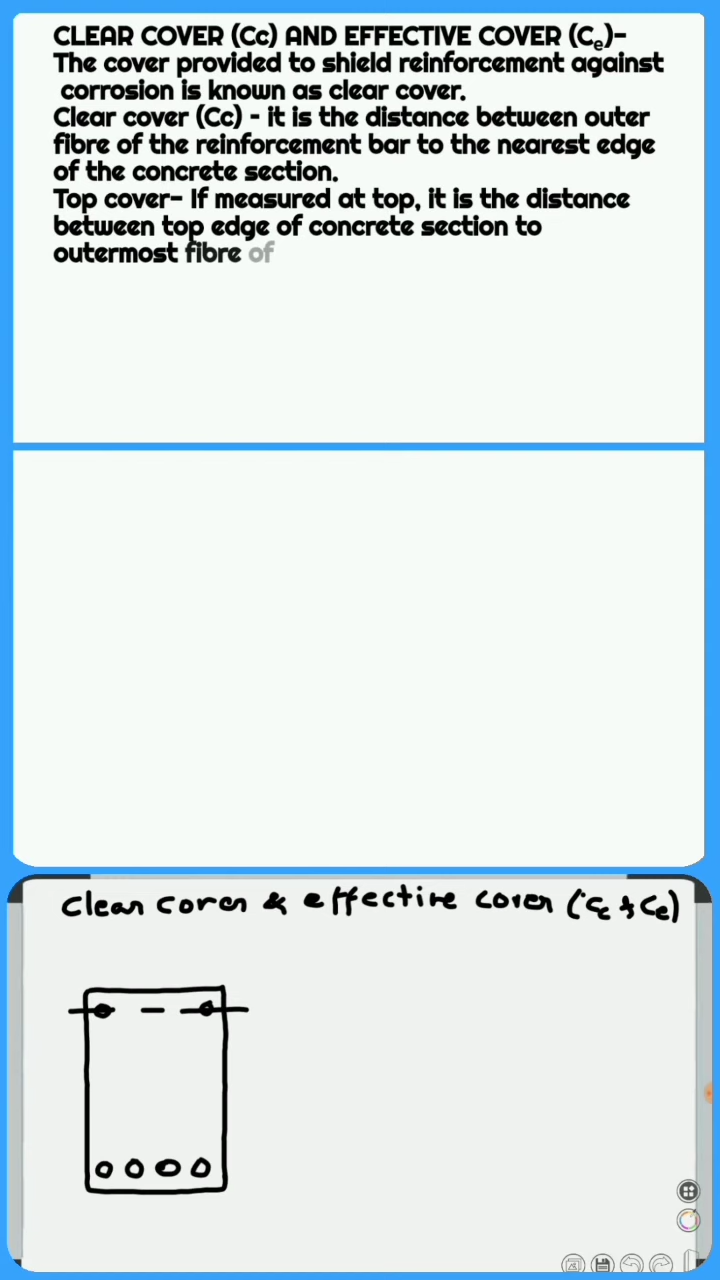 CLEAR COVER (Cc) AND EFFECTIVE COVER (Ce)-
The cover provided to shield reinforcement against
corrosion is known as clear cover.
Clear cover (Cc) - it is the distance between outer
fibre of the reinforcement bar to the nearest edge
of the concrete section.
Top cover- If measured at top, it is the distance
between top edge of concrete section to
outermost fibre of
Clear cover & effective cover (Cc & Ce)